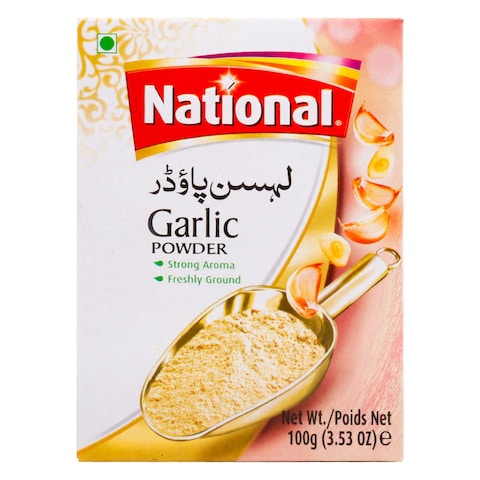 National®
لہسن پاؤڈر
Garlic
POWDER
Strong Aroma
Freshly Ground
Net Wt./Poids Net
100g (3.53 OZ) ℮